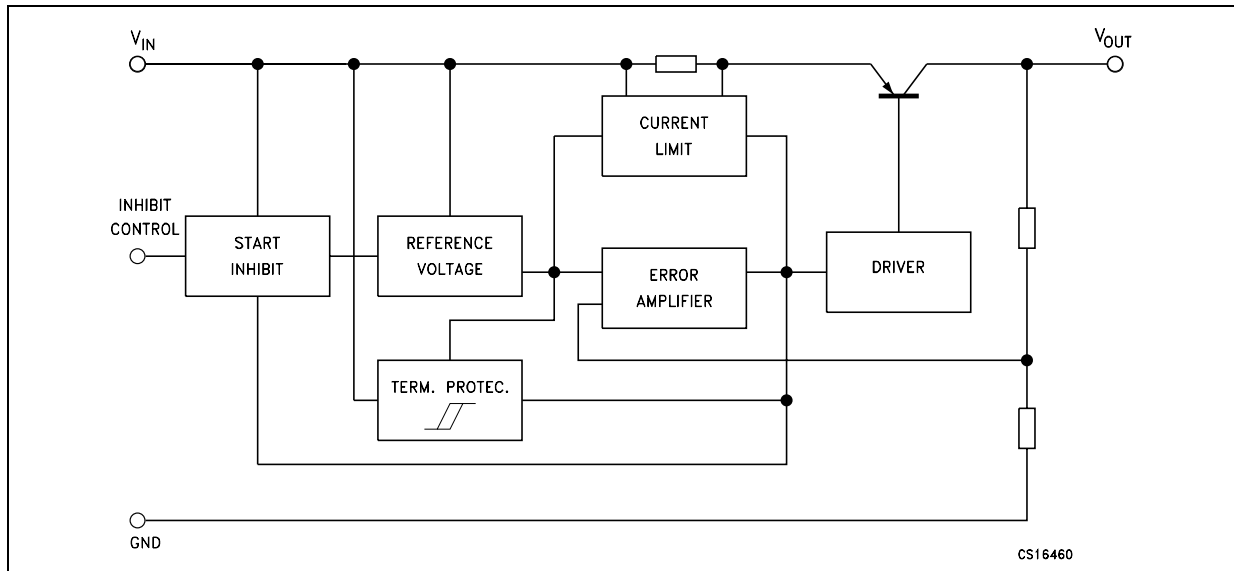 VIN
VOUT
CURRENT
LIMIT
INHIBIT
CONTROL
START
INHIBIT
REFERENCE
VOLTAGE
ERROR
AMPLIFIER
DRIVER
TERM. PROTEC.
GND
CS16460